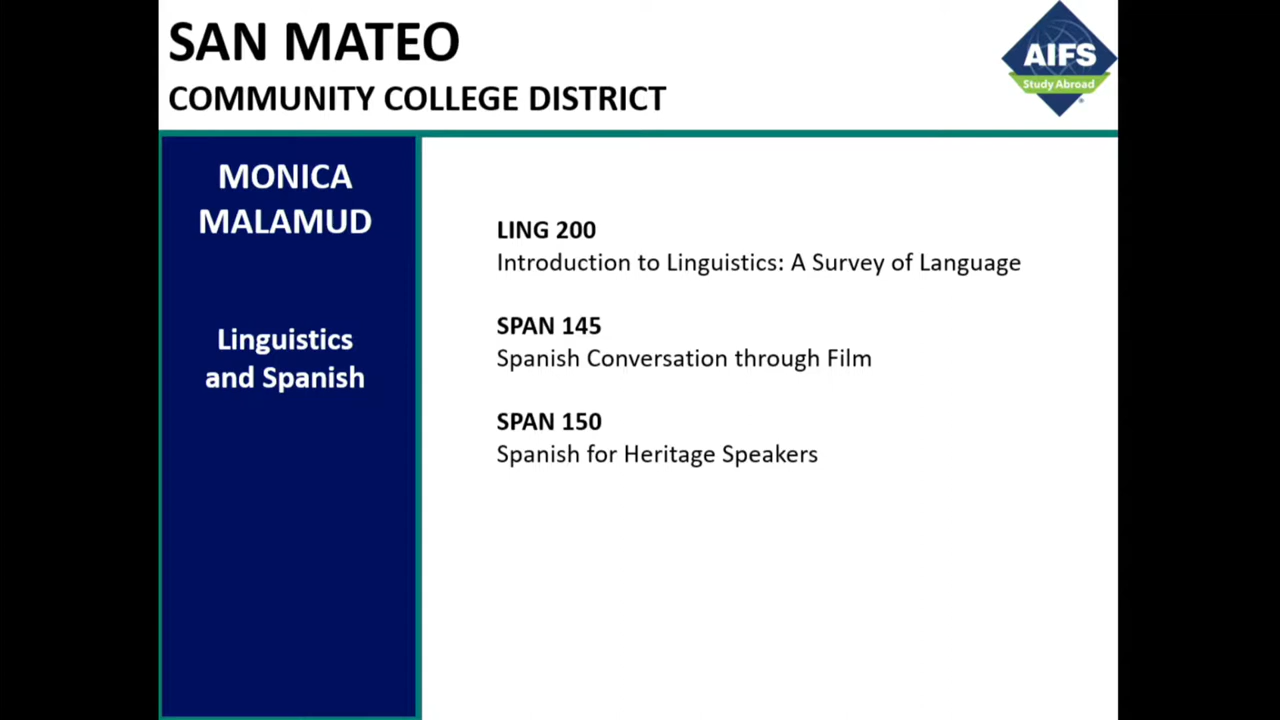 SAN MATEO
COMMUNITY COLLEGE DISTRICT
AIFS
Study Abroad
MONICA
MALAMUD
Linguistics
and Spanish
LING 200
Introduction to Linguistics: A Survey of Language
SPAN 145
Spanish Conversation through Film
SPAN 150
Spanish for Heritage Speakers